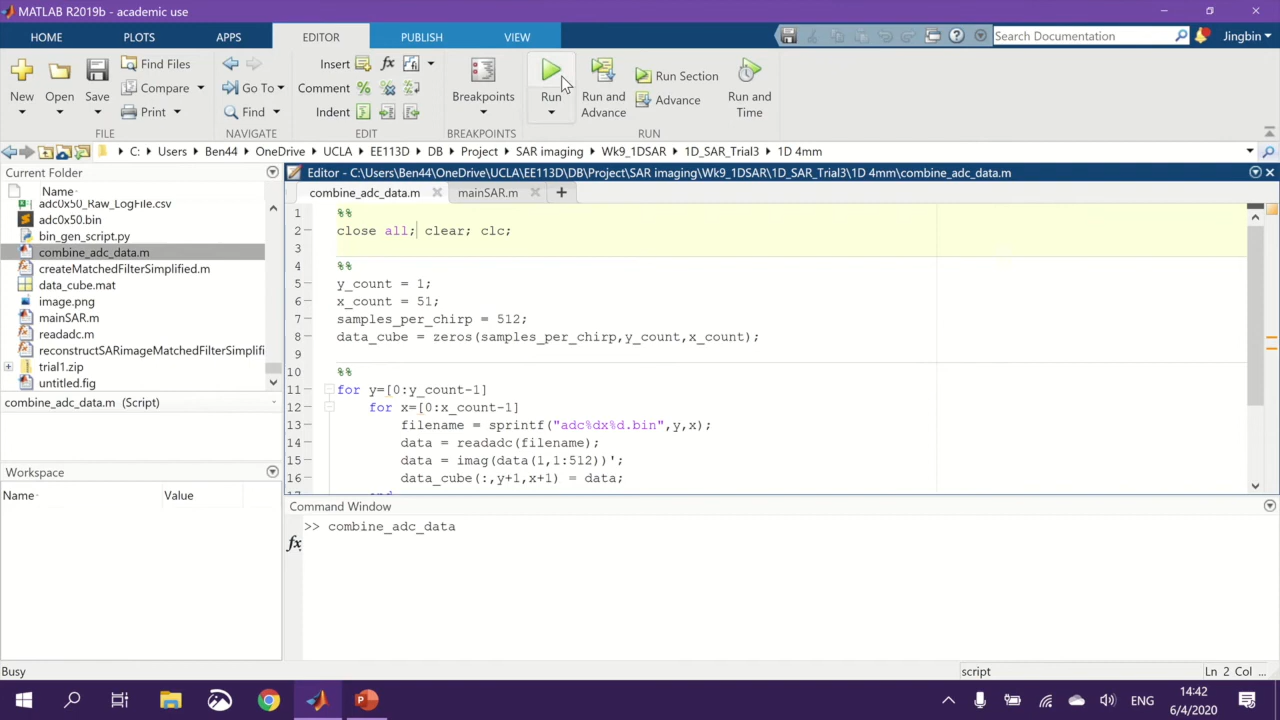 MATLAB R2019b - academic use
HOME PLOTS APPS EDITOR PUBLISH VIEW Search Documentation Jingbin
New Open Save Find Files Compare Print
Go To Find
Insert fx
Comment
Indent
Breakpoints Run Run and Advance Run Section Advance Run and Time
FILE NAVIGATE EDIT BREAKPOINTS RUN
C: Users Ben44 OneDrive UCLA EE113D DB Project SAR imaging Wk9_1DSAR 1D_SAR_Trial3 1D 4mm
Current Folder
Name
adc0x50_Raw_LogFile.csv
adc0x50.bin
bin_gen_script.py
combine_adc_data.m
createMatchedFilterSimplified.m
data_cube.mat
image.png
mainSAR.m
readadc.m
reconstructSARimageMatchedFilterSimplifi
trial1.zip
untitled.fig
combine_adc_data.m (Script)
Workspace
Name Value
Editor - C:\Users\Ben44\OneDrive\UCLA\EE113D\DB\Project\SAR imaging\Wk9_1DSAR\1D_SAR_Trial3\1D 4mm\combine_adc_data.m
combine_adc_data.m mainSAR.m
1 %%
2 close all; clear; clc;
3
4 %%
5 y_count = 1;
6 x_count = 51;
7 samples_per_chirp = 512;
8 data_cube = zeros(samples_per_chirp,y_count,x_count);
9
10 %%
11 for y=[0:y_count-1]
12 for x=[0:x_count-1]
13 filename = sprintf("adc%dx%d.bin",y,x);
14 data = readadc(filename);
15 data = imag(data(1,1:512))';
16 data_cube(:,y+1,x+1) = data;
Command Window
>> combine_adc_data
fx
Busy script Ln 2 Col ...
ENG 14:42
6/4/2020